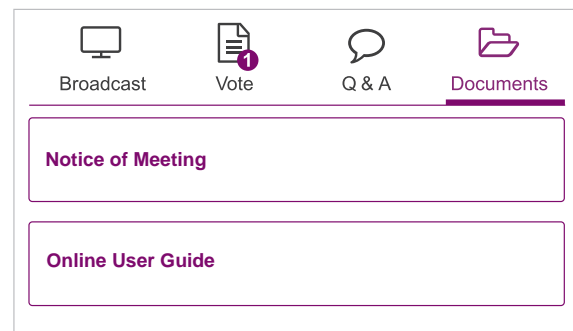 1
Broadcast Vote Q & A Documents
Notice of Meeting
Online User Guide